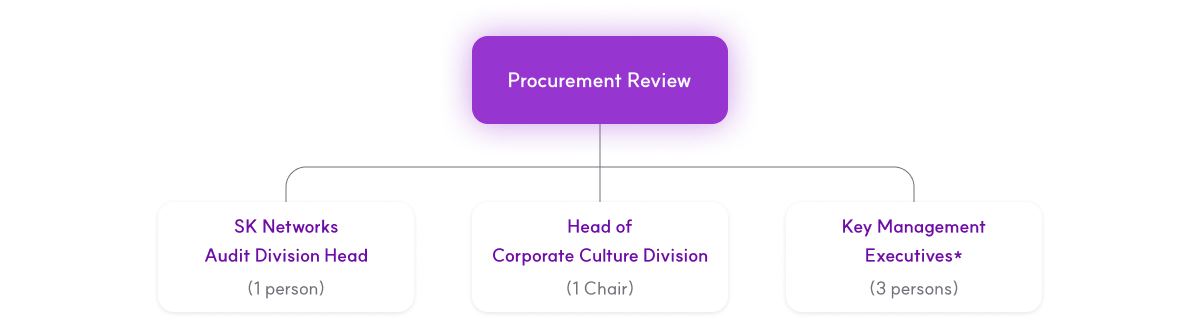 Procurement Review
SK Networks
Audit Division Head
(1 person)
Head of
Corporate Culture Division
(1 Chair)
Key Management
Executives*
(3 persons)